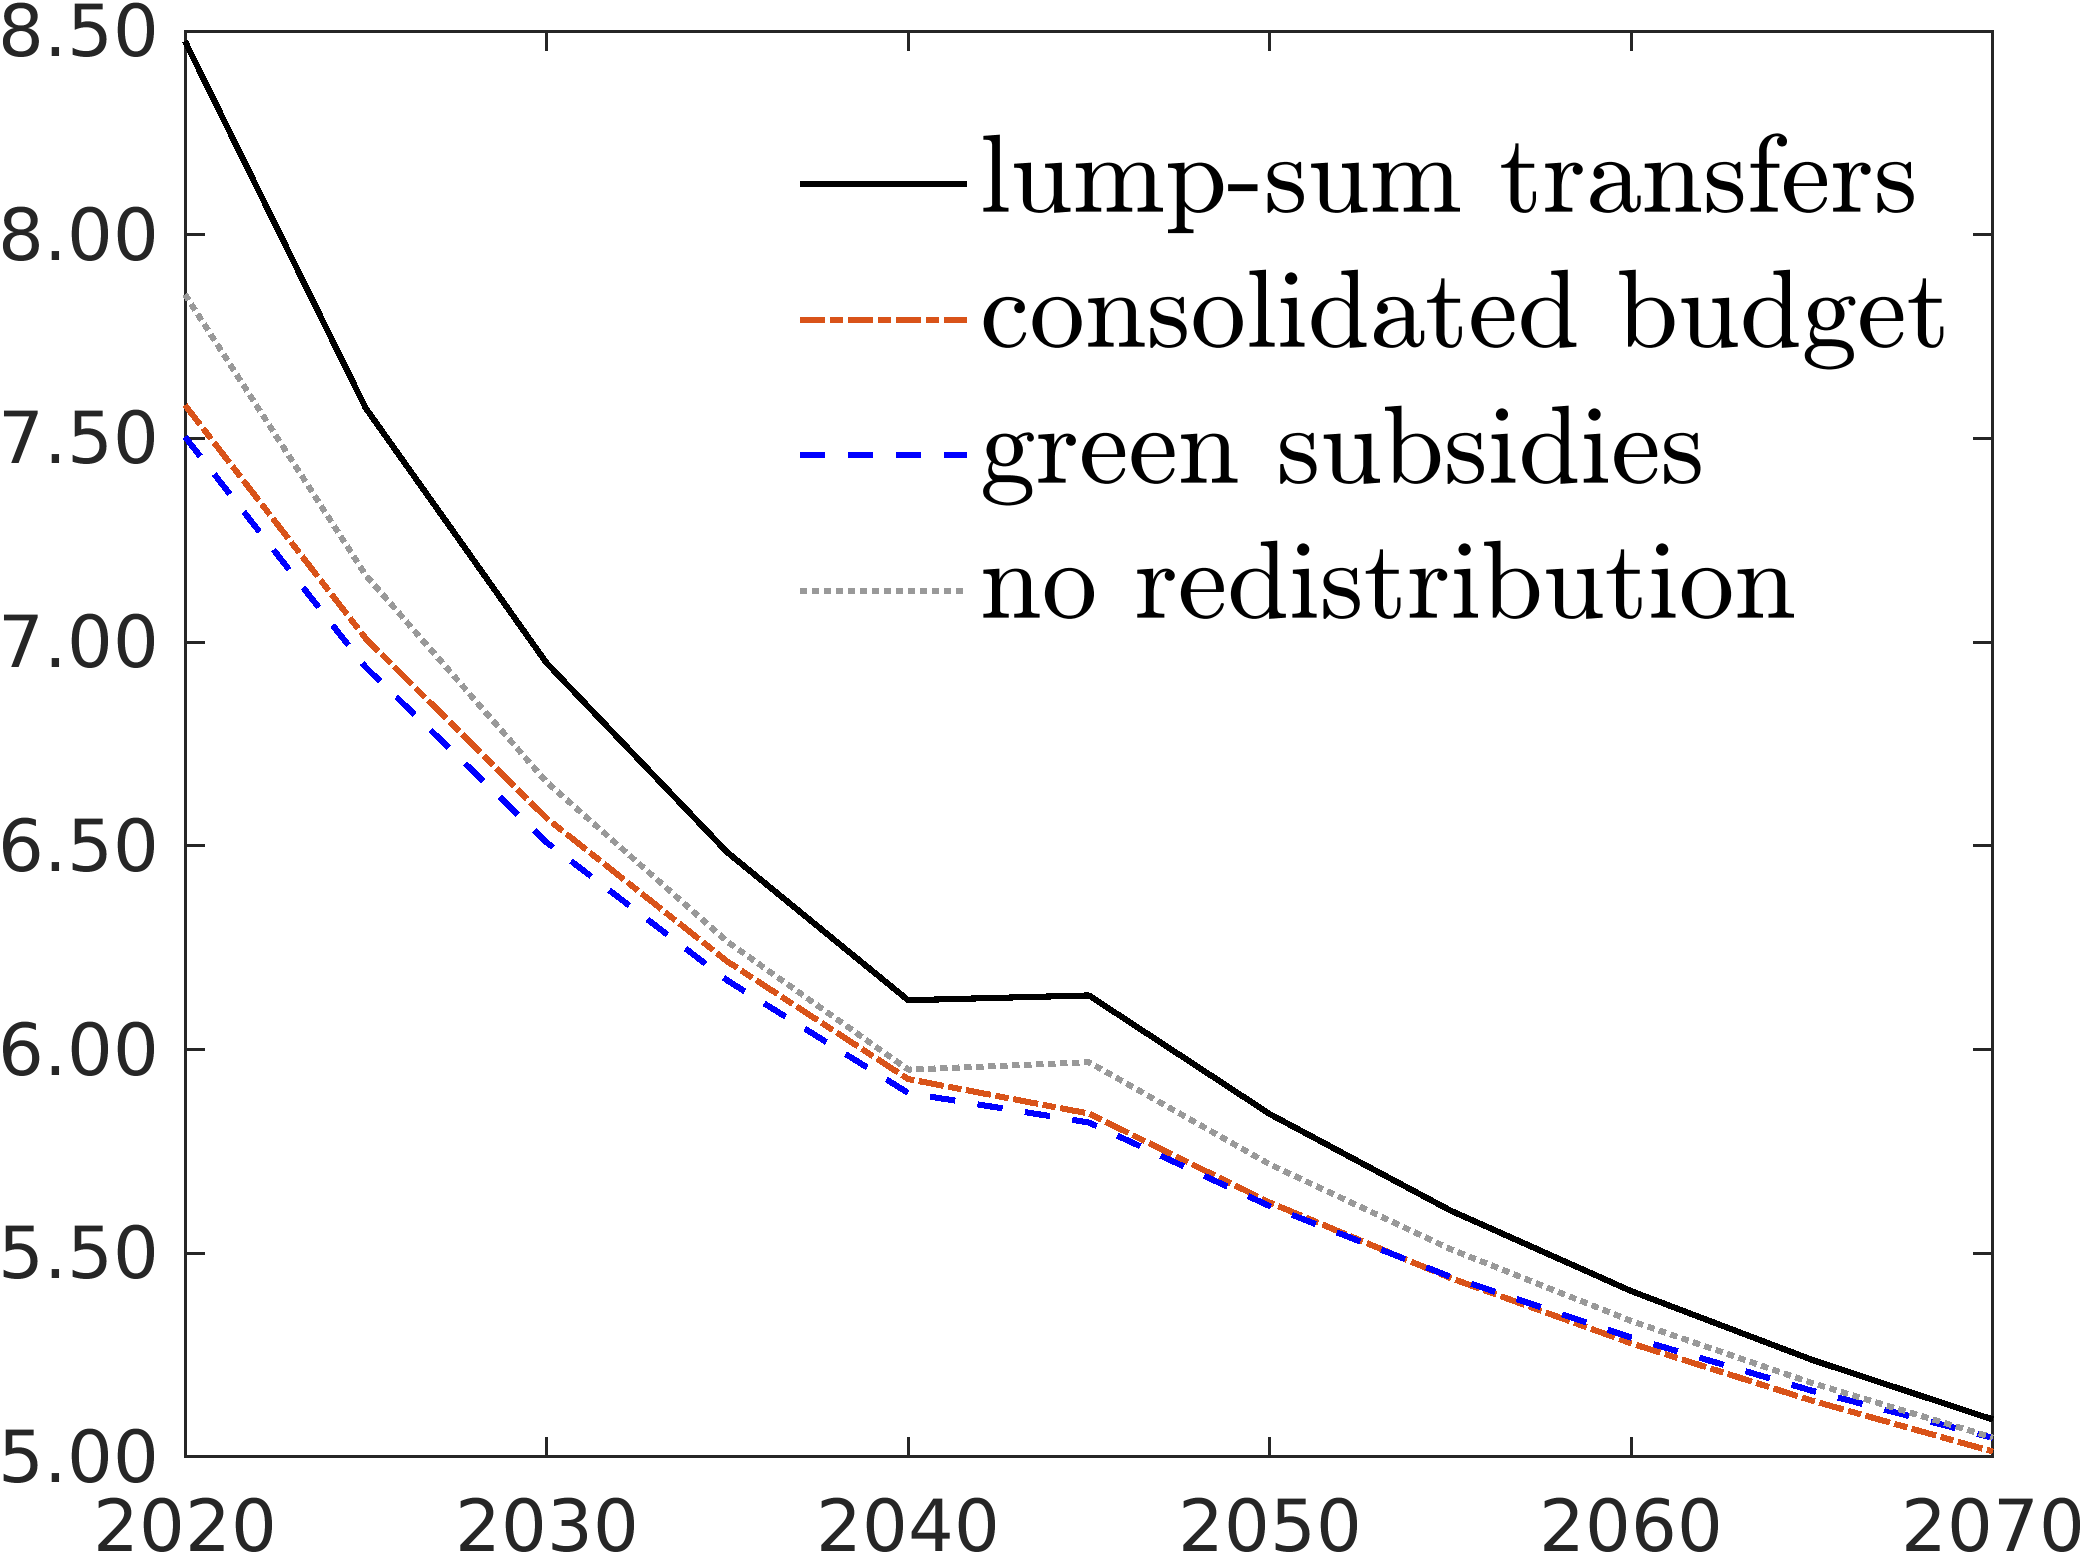 8.50
8.00
7.50
7.00
6.50
6.00
5.50
5.00
lump-sum transfers
consolidated budget
green subsidies
no redistribution
2020 2030 2040 2050 2060 2070